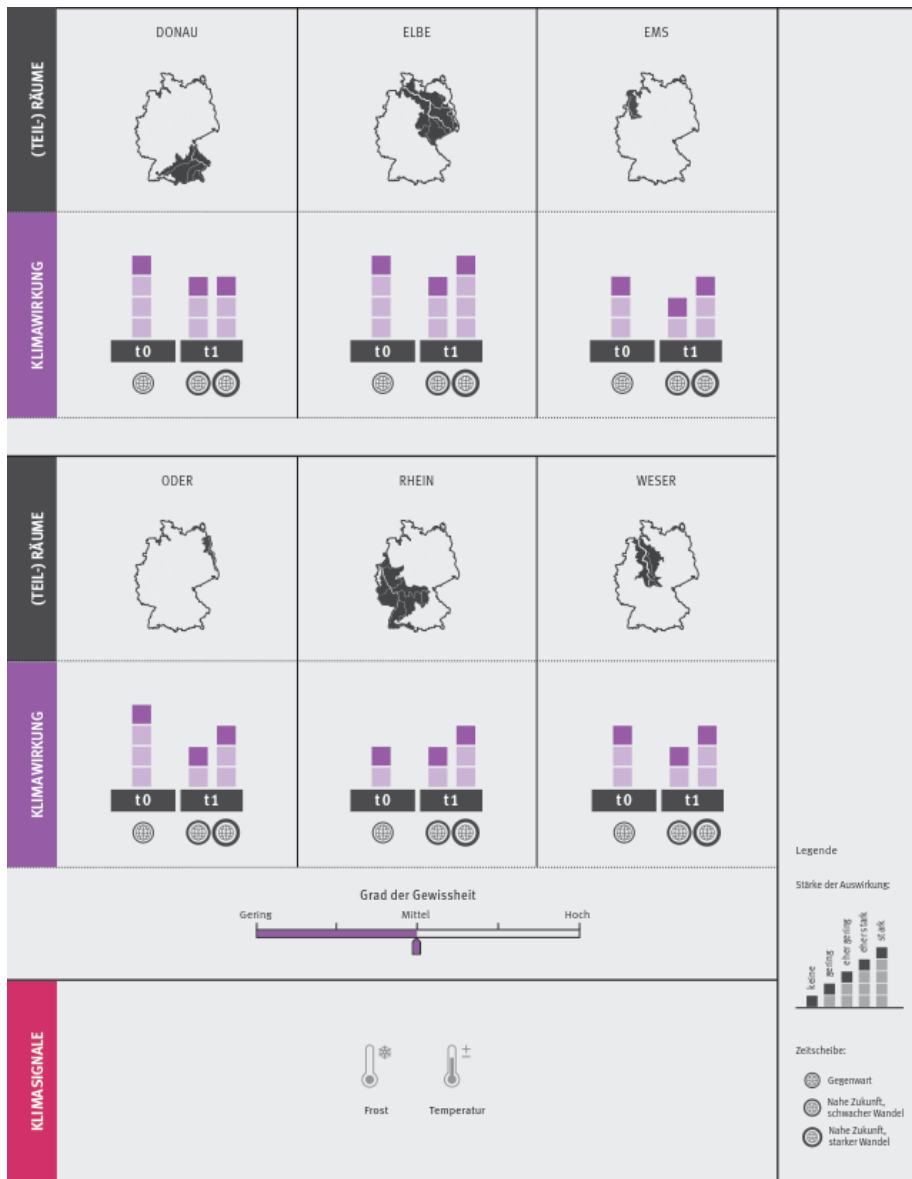 (TEIL-) RÄUME
DONAU
ELBE
EMS
KLIMAWIRKUNG
t0
t1
t0
t1
t0
t1
(TEIL-) RÄUME
ODER
RHEIN
WESER
KLIMAWIRKUNG
t0
t1
t0
t1
t0
t1
Grad der Gewissheit
Gering
Mittel
Hoch
KLIMASIGNALE
Frost
Temperatur
Legende
Stärke der Auswirkung:
keine
gering
eher gering
eher stark
stark
Zeitscheibe:
Gegenwart
Nahe Zukunft,
schwacher Wandel
Nahe Zukunft,
starker Wandel